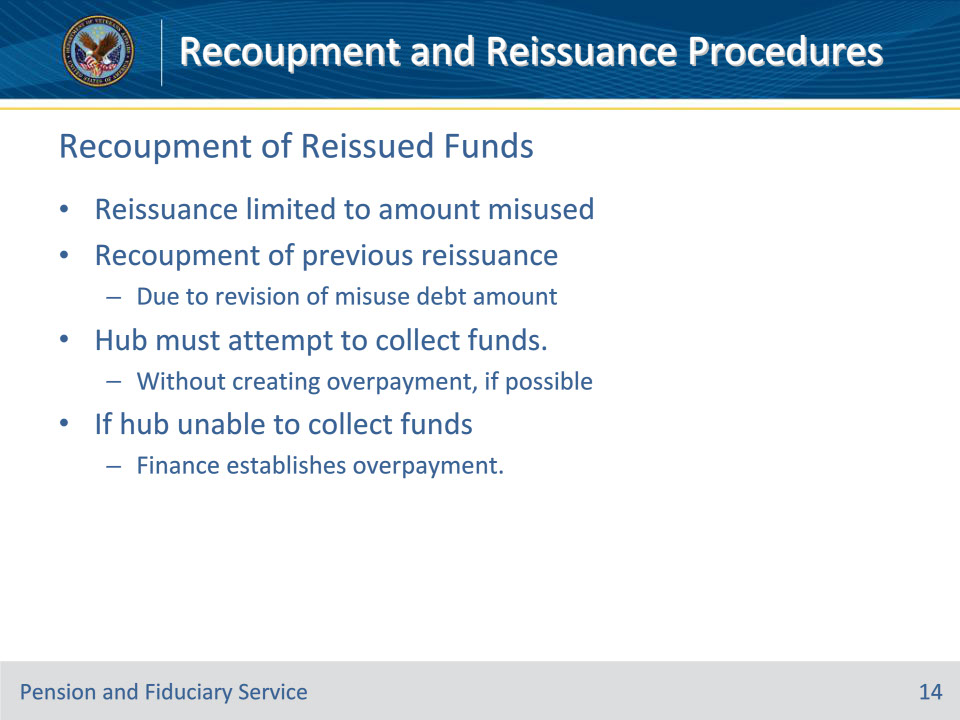 DEPARTMENT OF VETERANS AFFAIRS
UNITED STATES OF AMERICA
Recoupment and Reissuance Procedures
Recoupment of Reissued Funds
• Reissuance limited to amount misused
• Recoupment of previous reissuance
– Due to revision of misuse debt amount
• Hub must attempt to collect funds.
– Without creating overpayment, if possible
• If hub unable to collect funds
– Finance establishes overpayment.
Pension and Fiduciary Service
14